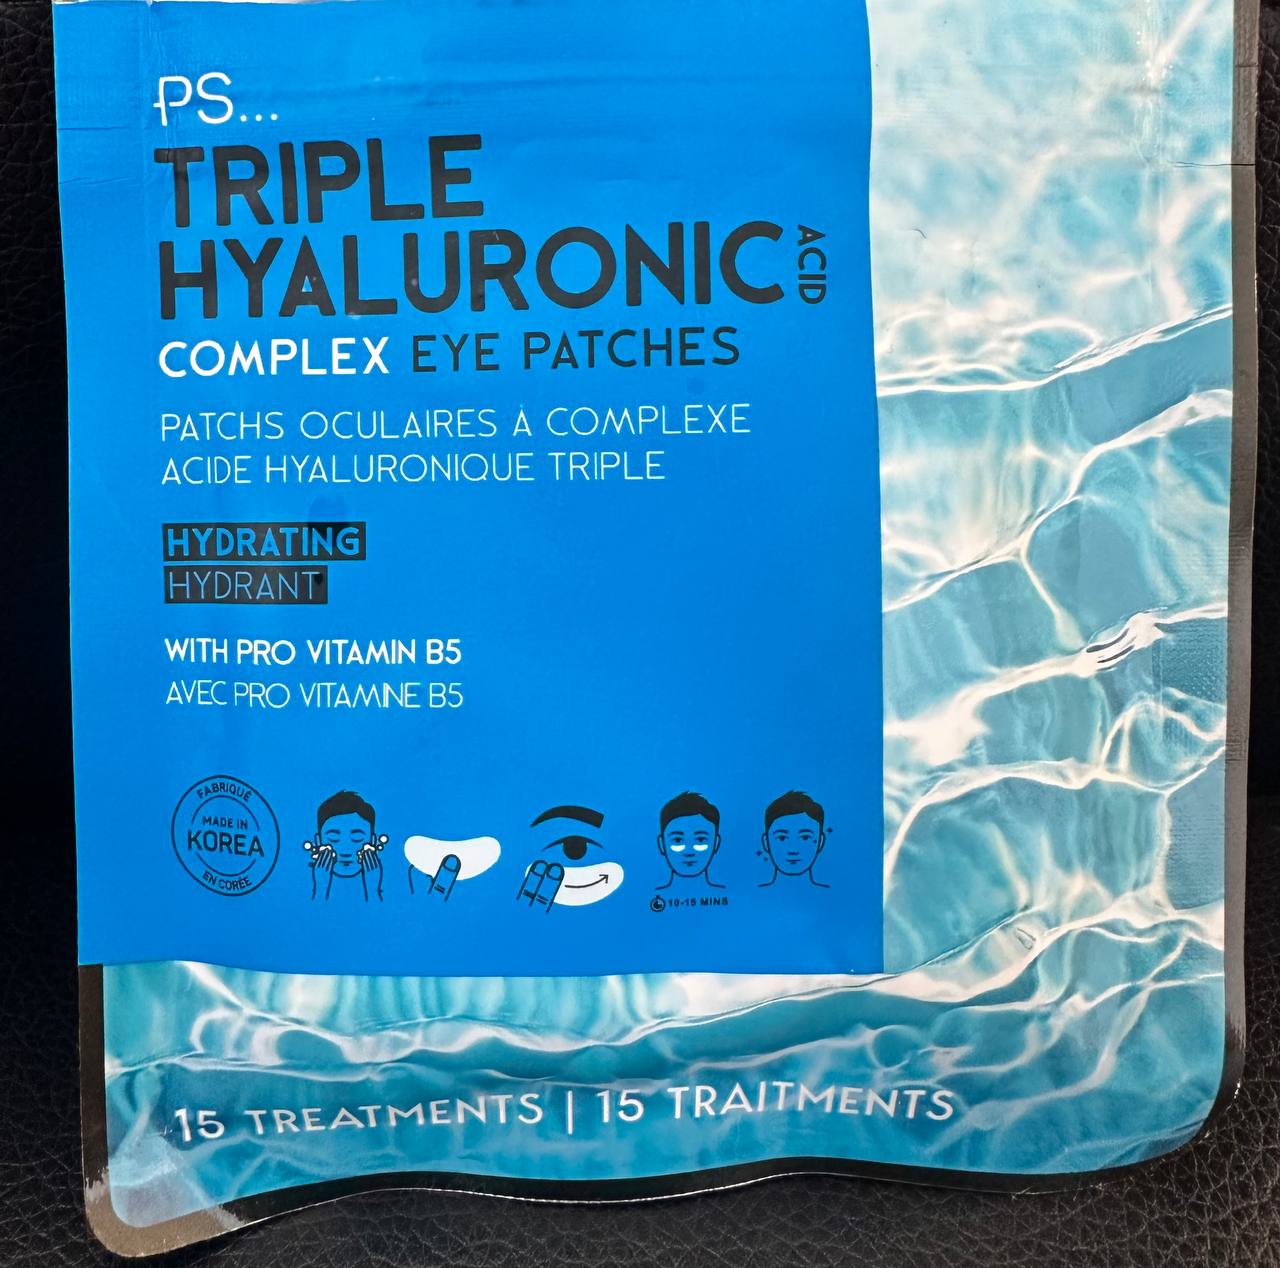 PS...
TRIPLE
HYALURONIC ACID
COMPLEX EYE PATCHES
PATCHS OCULAIRES À COMPLEXE
ACIDE HYALURONIQUE TRIPLE
HYDRATING
HYDRANT
WITH PRO VITAMIN B5
AVEC PRO VITAMINE B5
FABRIQUÉ
MADE IN
KOREA
EN CORÉE
10-15 MINS
15 TREATMENTS | 15 TRAITMENTS